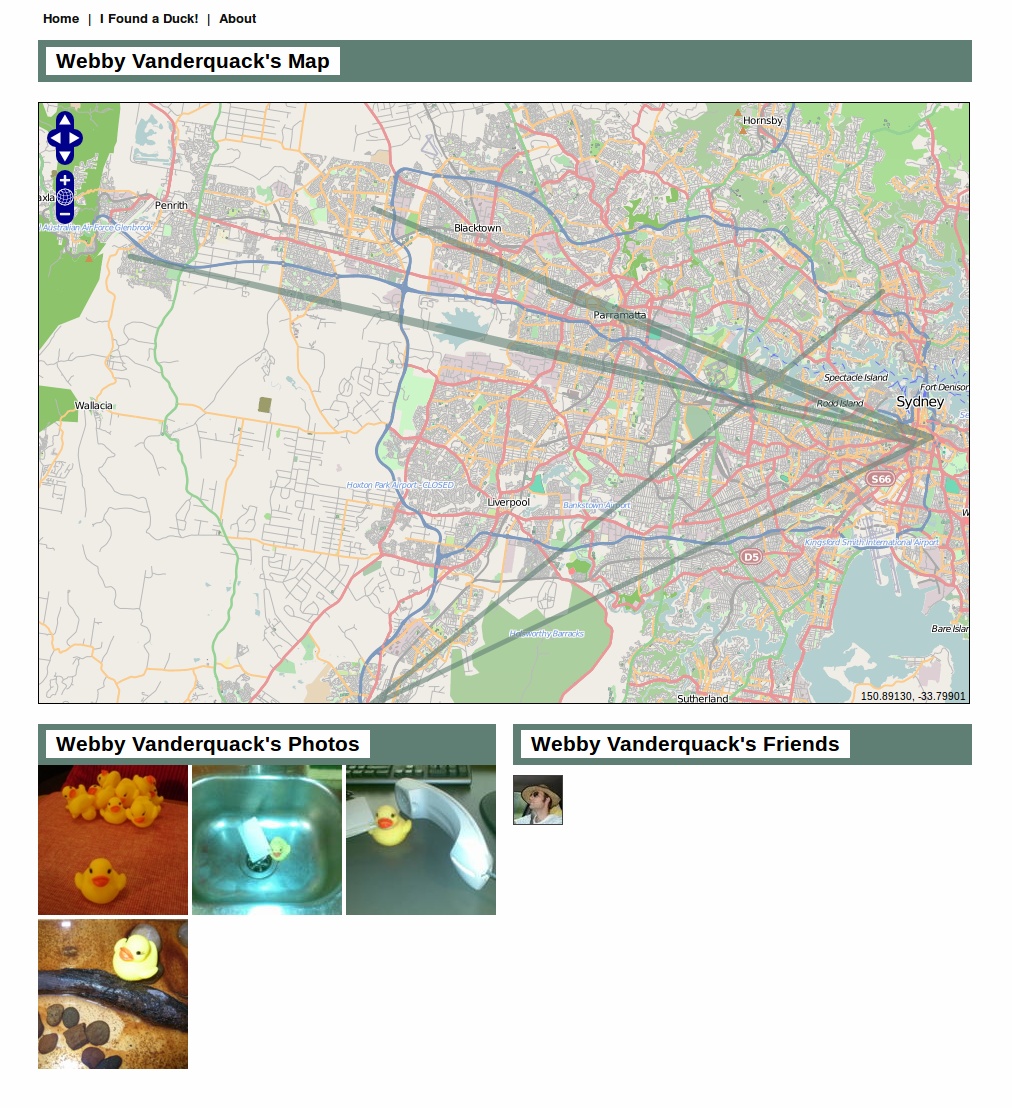 Home | I Found a Duck! | About
Webby Vanderquack's Map
Hornsby
axla
Penrith
Australian Air Force Glenbrook
Blacktown
Parramatta
Spectacle Island
Fort Denison
Wallacia
Rodd Island
Sydney
S66
Hoxton Park Airport - CLOSED
Liverpool
Bankstown Airport
W
Kingsford Smith International Airport
D5
Holsworthy Barracks
Bare Islan
Sutherland
150.89130, -33.79901
Webby Vanderquack's Photos
Webby Vanderquack's Friends